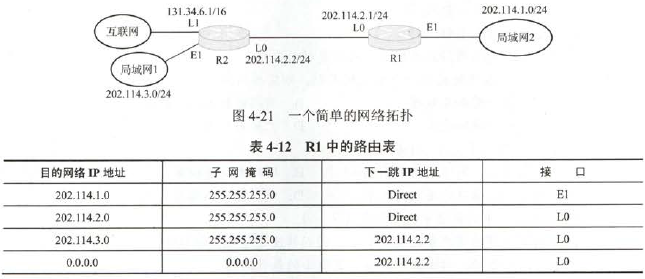 131.34.6.1/16
202.114.2.1/24
202.114.1.0/24
互联网
L1
L0
E1
局域网2
E1
R2
L0
R1
局域网1
202.114.2.2/24
202.114.3.0/24
图 4-21 一个简单的网络拓扑
表 4-12 R1 中的路由表
目的网络 IP 地址 子 网 掩 码 下一跳 IP 地址 接 口
202.114.1.0 255.255.255.0 Direct E1
202.114.2.0 255.255.255.0 Direct L0
202.114.3.0 255.255.255.0 202.114.2.2 L0
0.0.0.0 0.0.0.0 202.114.2.2 L0